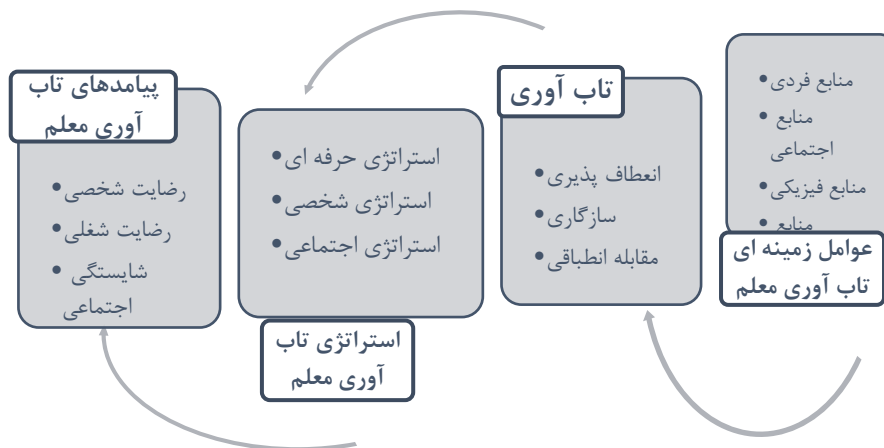 منابع فردی
منابع
اجتماعی
منابع فیزیکی
منابع
عوامل زمینه ای
تاب آوری معلم
تاب آوری
انعطاف پذیری
سازگاری
مقابله انطباقی
استراتژی حرفه ای
استراتژی شخصی
استراتژی اجتماعی
استراتژی تاب
آوری معلم
پیامدهای تاب
آوری معلم
رضایت شخصی
رضایت شغلی
شایستگی
اجتماعی